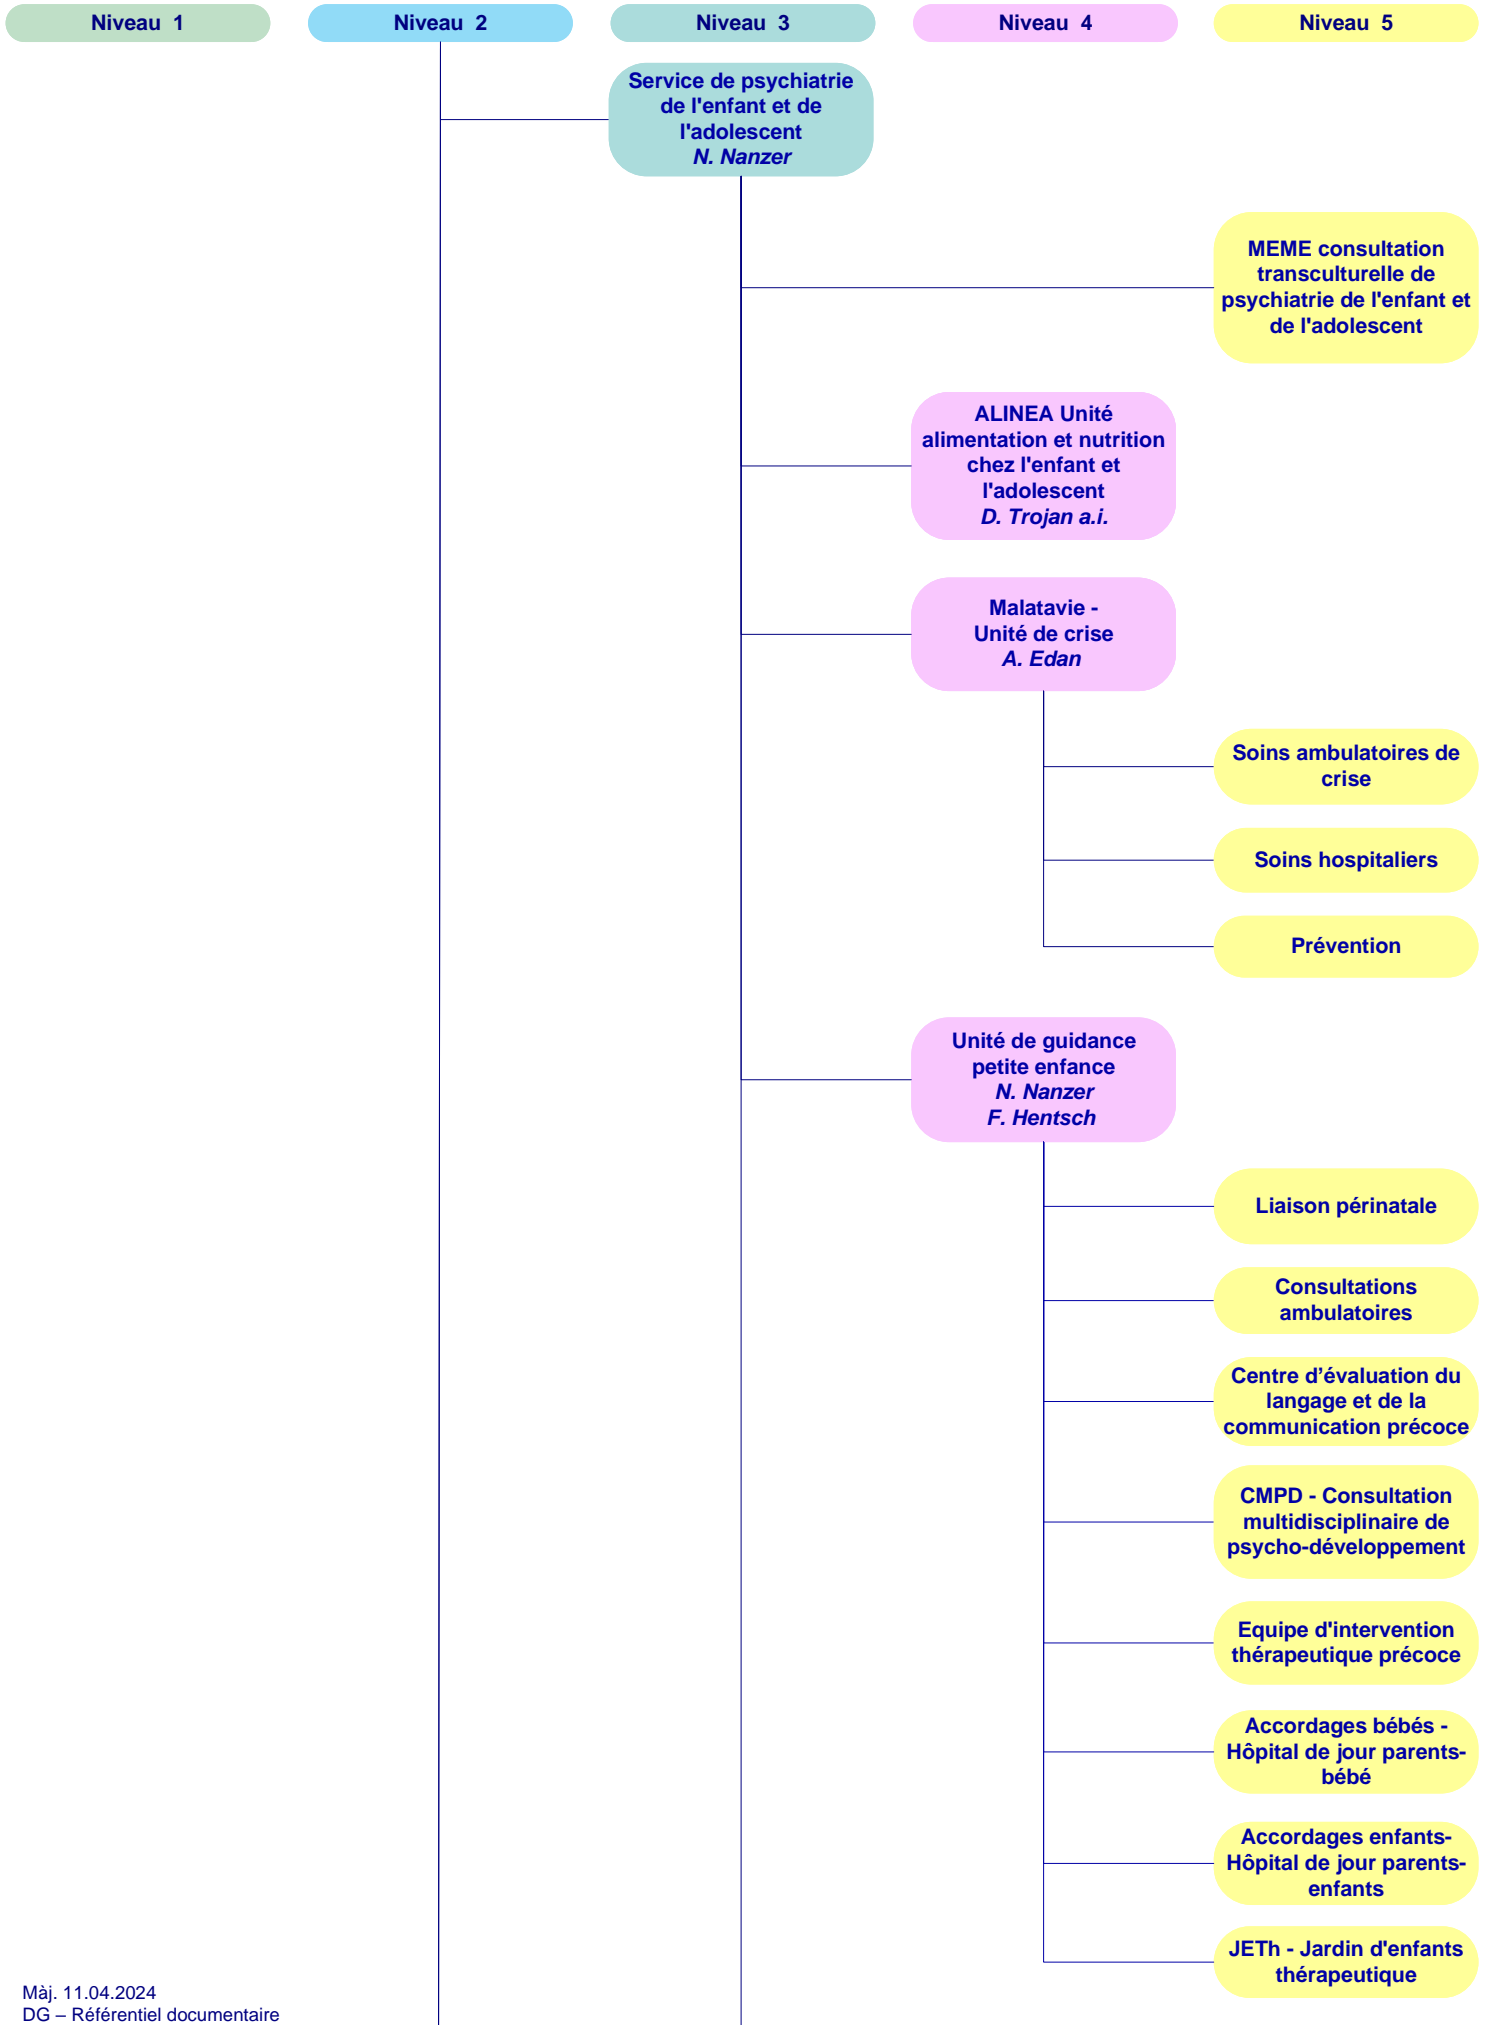 Niveau 1
Niveau 2
Niveau 3
Niveau 4
Niveau 5
Service de psychiatrie
de l'enfant et de
l'adolescent
N. Nanzer
MEME consultation
transculturelle de
psychiatrie de l'enfant et
de l'adolescent
ALINEA Unité
alimentation et nutrition
chez l'enfant et
l'adolescent
D. Trojan a.i.
Malatavie -
Unité de crise
A. Edan
Soins ambulatoires de
crise
Soins hospitaliers
Prévention
Unité de guidance
petite enfance
N. Nanzer
F. Hentsch
Liaison périnatale
Consultations
ambulatoires
Centre d’évaluation du
langage et de la
communication précoce
CMPD - Consultation
multidisciplinaire de
psycho-développement
Equipe d'intervention
thérapeutique précoce
Accordages bébés -
Hôpital de jour parents-
bébé
Accordages enfants-
Hôpital de jour parents-
enfants
JETh - Jardin d'enfants
thérapeutique
Màj. 11.04.2024
DG – Référentiel documentaire